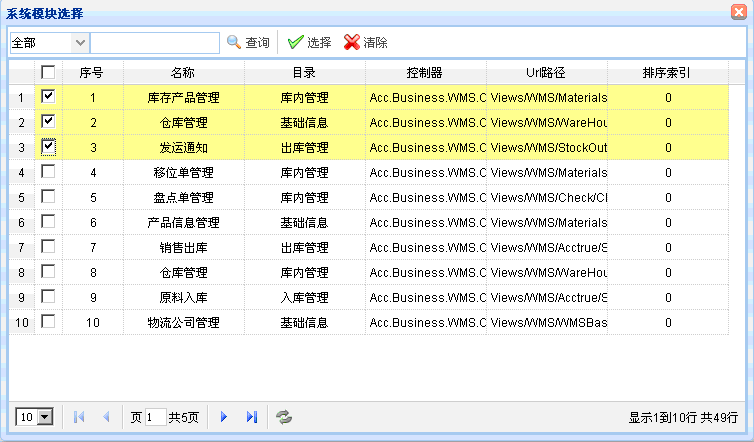 系统模块选择
全部 查询 选择 清除
序号 名称 目录 控制器 Url路径 排序索引
1 1 库存产品管理 库内管理 Acc.Business.WMS.C Views/WMS/Materials 0
2 2 仓库管理 基础信息 Acc.Business.WMS.C Views/WMS/WareHou 0
3 3 发运通知 出库管理 Acc.Business.WMS.C Views/WMS/StockOut 0
4 4 移位单管理 库内管理 Acc.Business.WMS.C Views/WMS/Materials 0
5 5 盘点单管理 库内管理 Acc.Business.WMS.C Views/WMS/Check/Cl 0
6 6 产品信息管理 基础信息 Acc.Business.WMS.C Views/WMS/Materials 0
7 7 销售出库 出库管理 Acc.Business.WMS.C Views/WMS/Acctrue/S 0
8 8 仓库管理 库内管理 Acc.Business.WMS.C Views/WMS/WareHou 0
9 9 原料入库 入库管理 Acc.Business.WMS.C Views/WMS/Acctrue/S 0
10 10 物流公司管理 基础信息 Acc.Business.WMS.C Views/WMS/WMSBas 0
10 页 1 共5页 显示1到10行 共49行